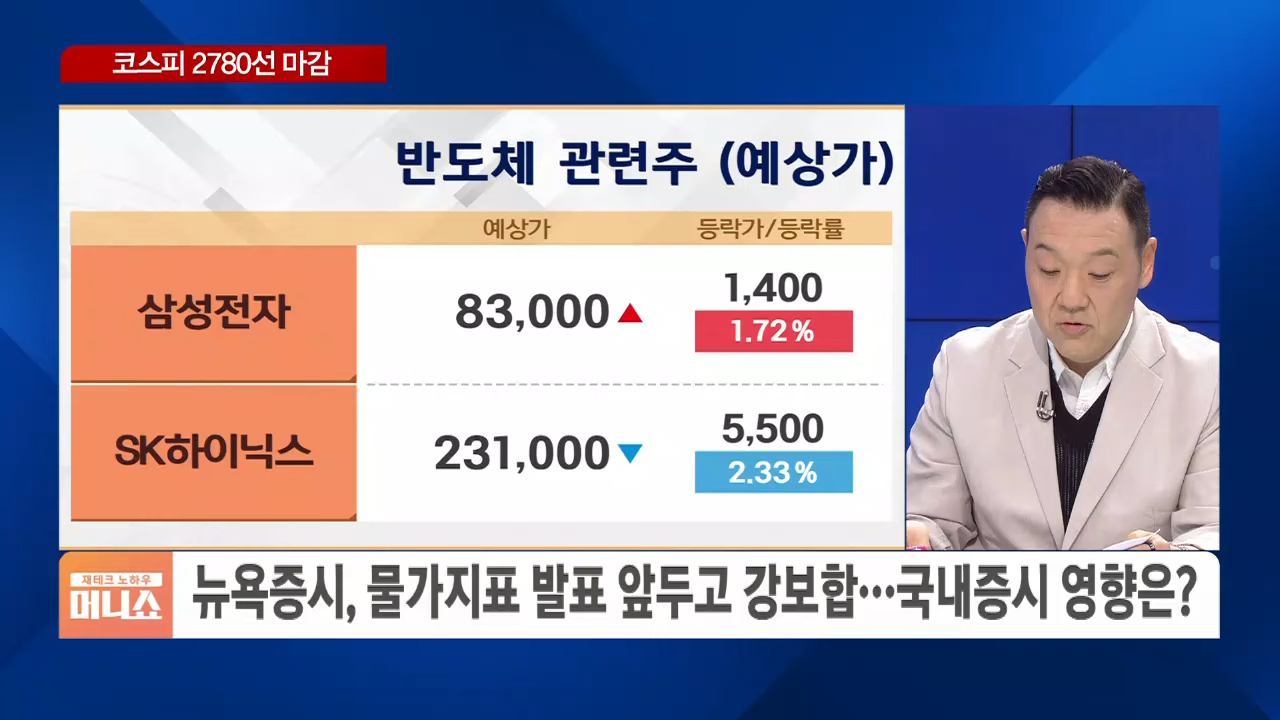 코스피 2780선 마감
반도체 관련주 (예상가)
예상가 등락가/등락률
삼성전자 83,000 ▲ 1,400
1.72%
SK하이닉스 231,000 ▼ 5,500
2.33%
재테크 노하우
머니쇼
뉴욕증시, 물가지표 발표 앞두고 강보합…국내증시 영향은?